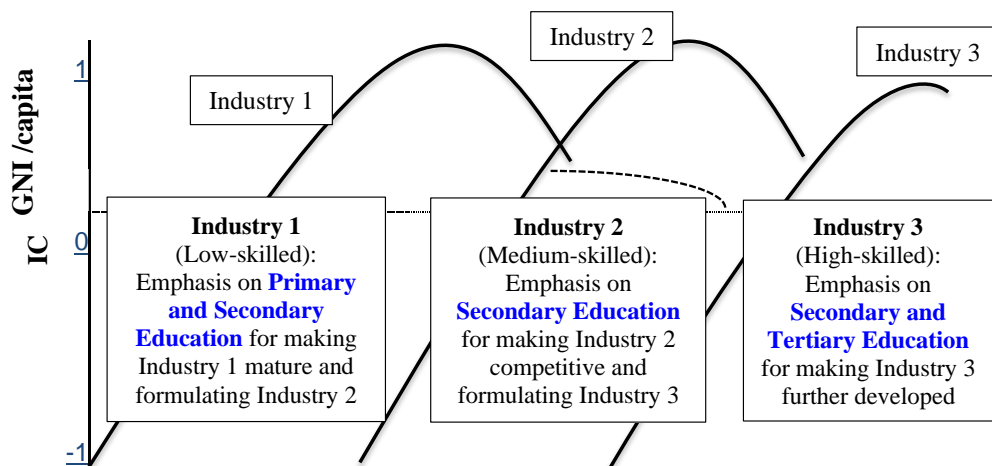 Industry 2
Industry 3
Industry 1
GNI /capita
IC
1
0
-1
Industry 1
(Low-skilled):
Emphasis on Primary
and Secondary
Education for making
Industry 1 mature and
formulating Industry 2
Industry 2
(Medium-skilled):
Emphasis on
Secondary Education
for making Industry 2
competitive and
formulating Industry 3
Industry 3
(High-skilled):
Emphasis on
Secondary and
Tertiary Education
for making Industry 3
further developed